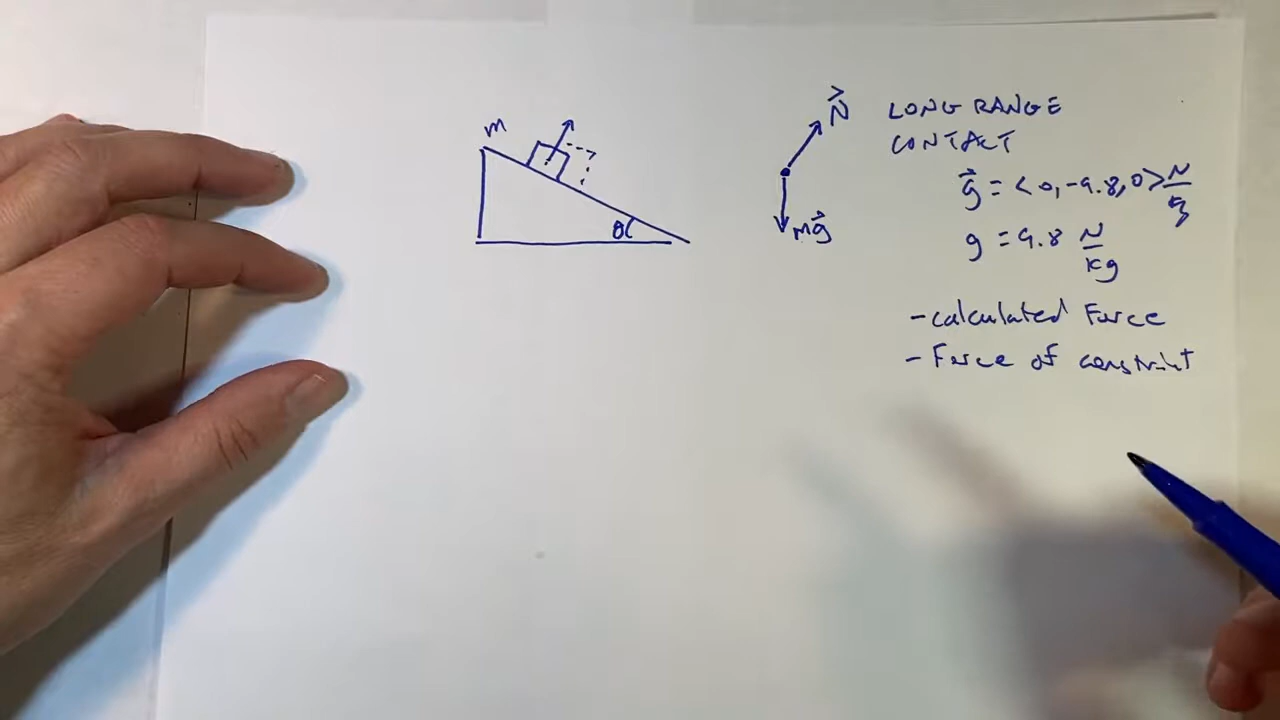 m
θ
N⃗
mg⃗
LONG RANGE
CONTACT
g⃗ = <0, -9.8, 0> N/kg
g = 9.8 N/kg
- calculated Force
- Force of constraint